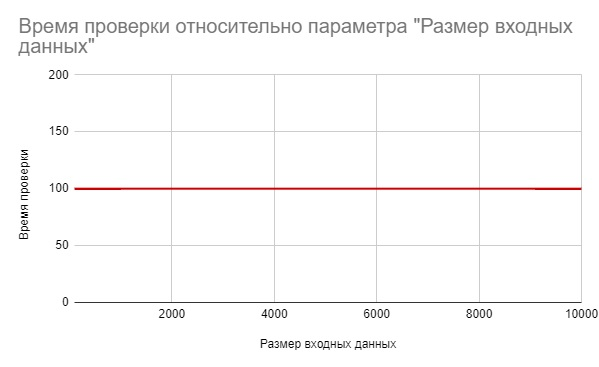 Время проверки относительно параметра "Размер входных
данных"
200
150
100
50
0
Время проверки
2000
4000
6000
8000
10000
Размер входных данных